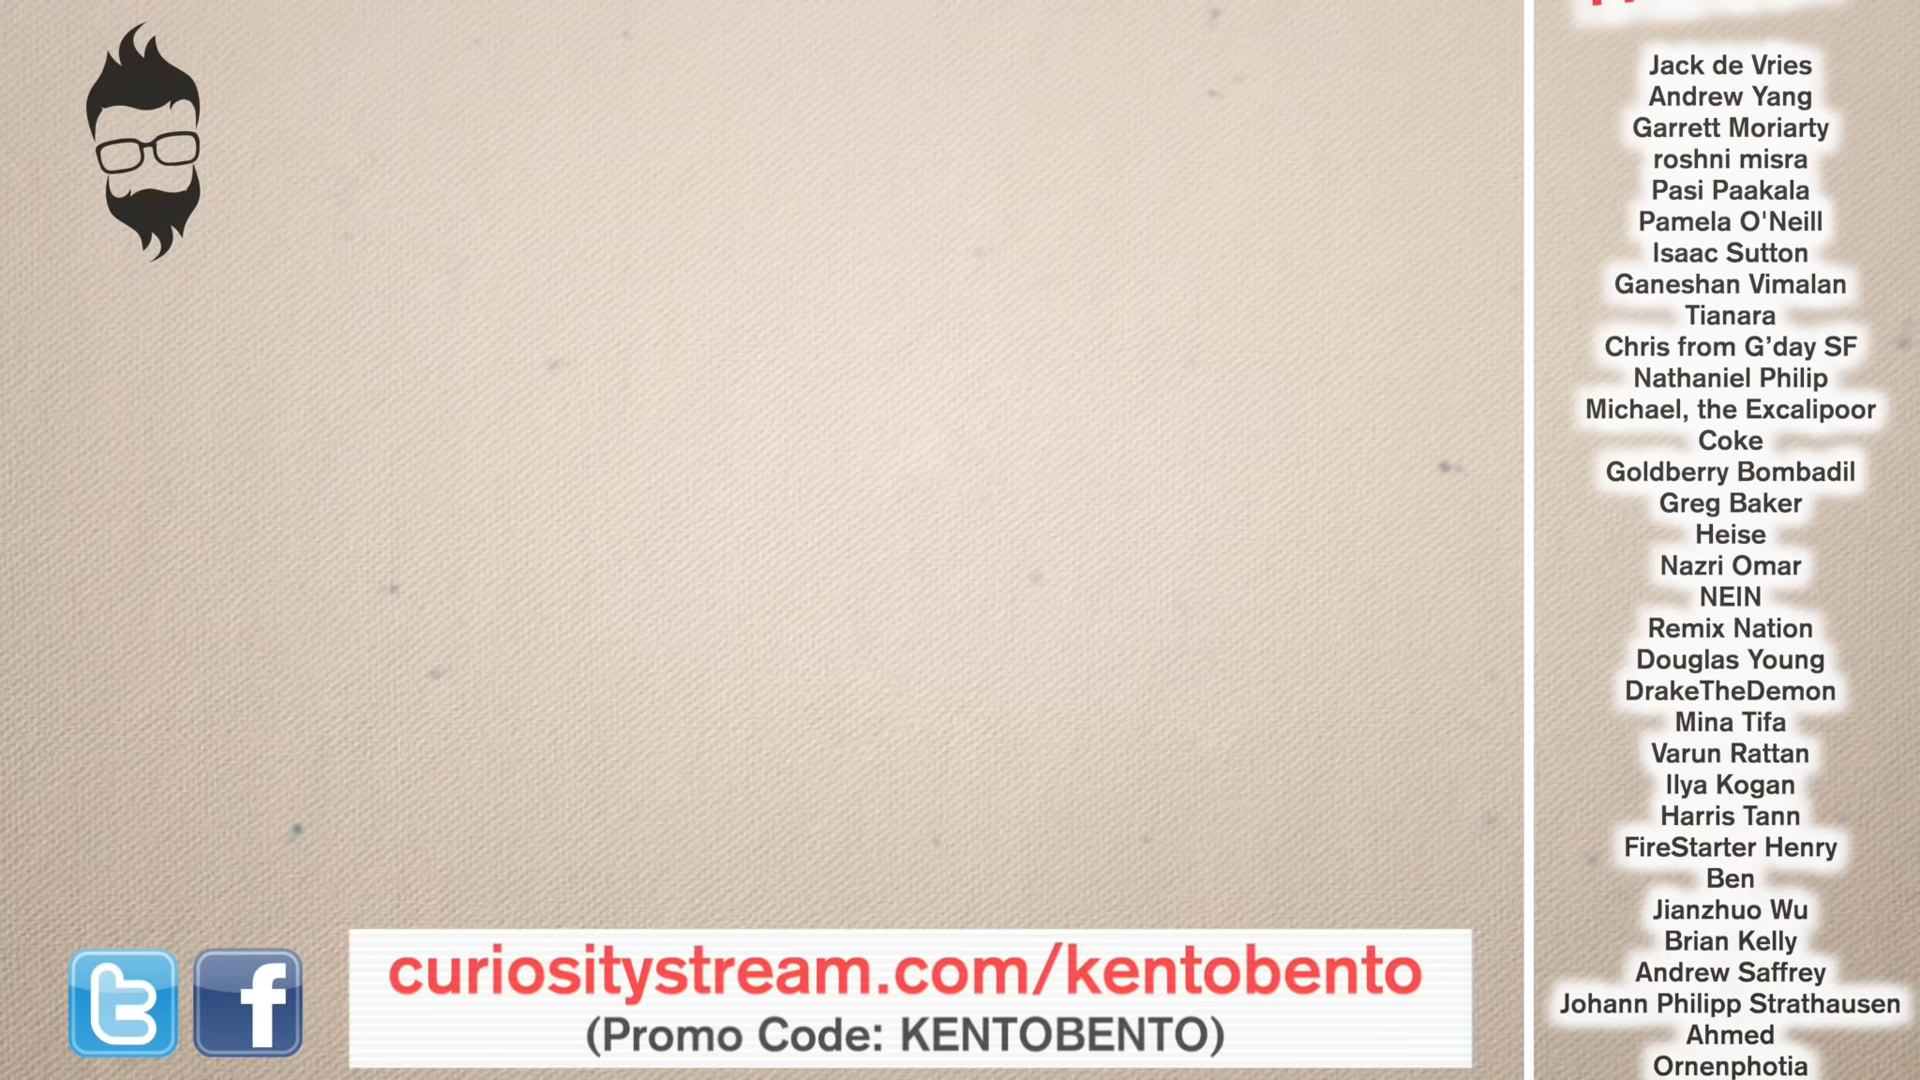 Jack de Vries
Andrew Yang
Garrett Moriarty
roshni misra
Pasi Paakala
Pamela O'Neill
Isaac Sutton
Ganeshan Vimalan
Tianara
Chris from G’day SF
Nathaniel Philip
Michael, the Excalipoor
Coke
Goldberry Bombadil
Greg Baker
Heise
Nazri Omar
NEIN
Remix Nation
Douglas Young
DrakeTheDemon
Mina Tifa
Varun Rattan
Ilya Kogan
Harris Tann
FireStarter Henry
Ben
Jianzhuo Wu
Brian Kelly
Andrew Saffrey
Johann Philipp Strathausen
Ahmed
Ornenphotia
curiositystream.com/kentobento
(Promo Code: KENTOBENTO)